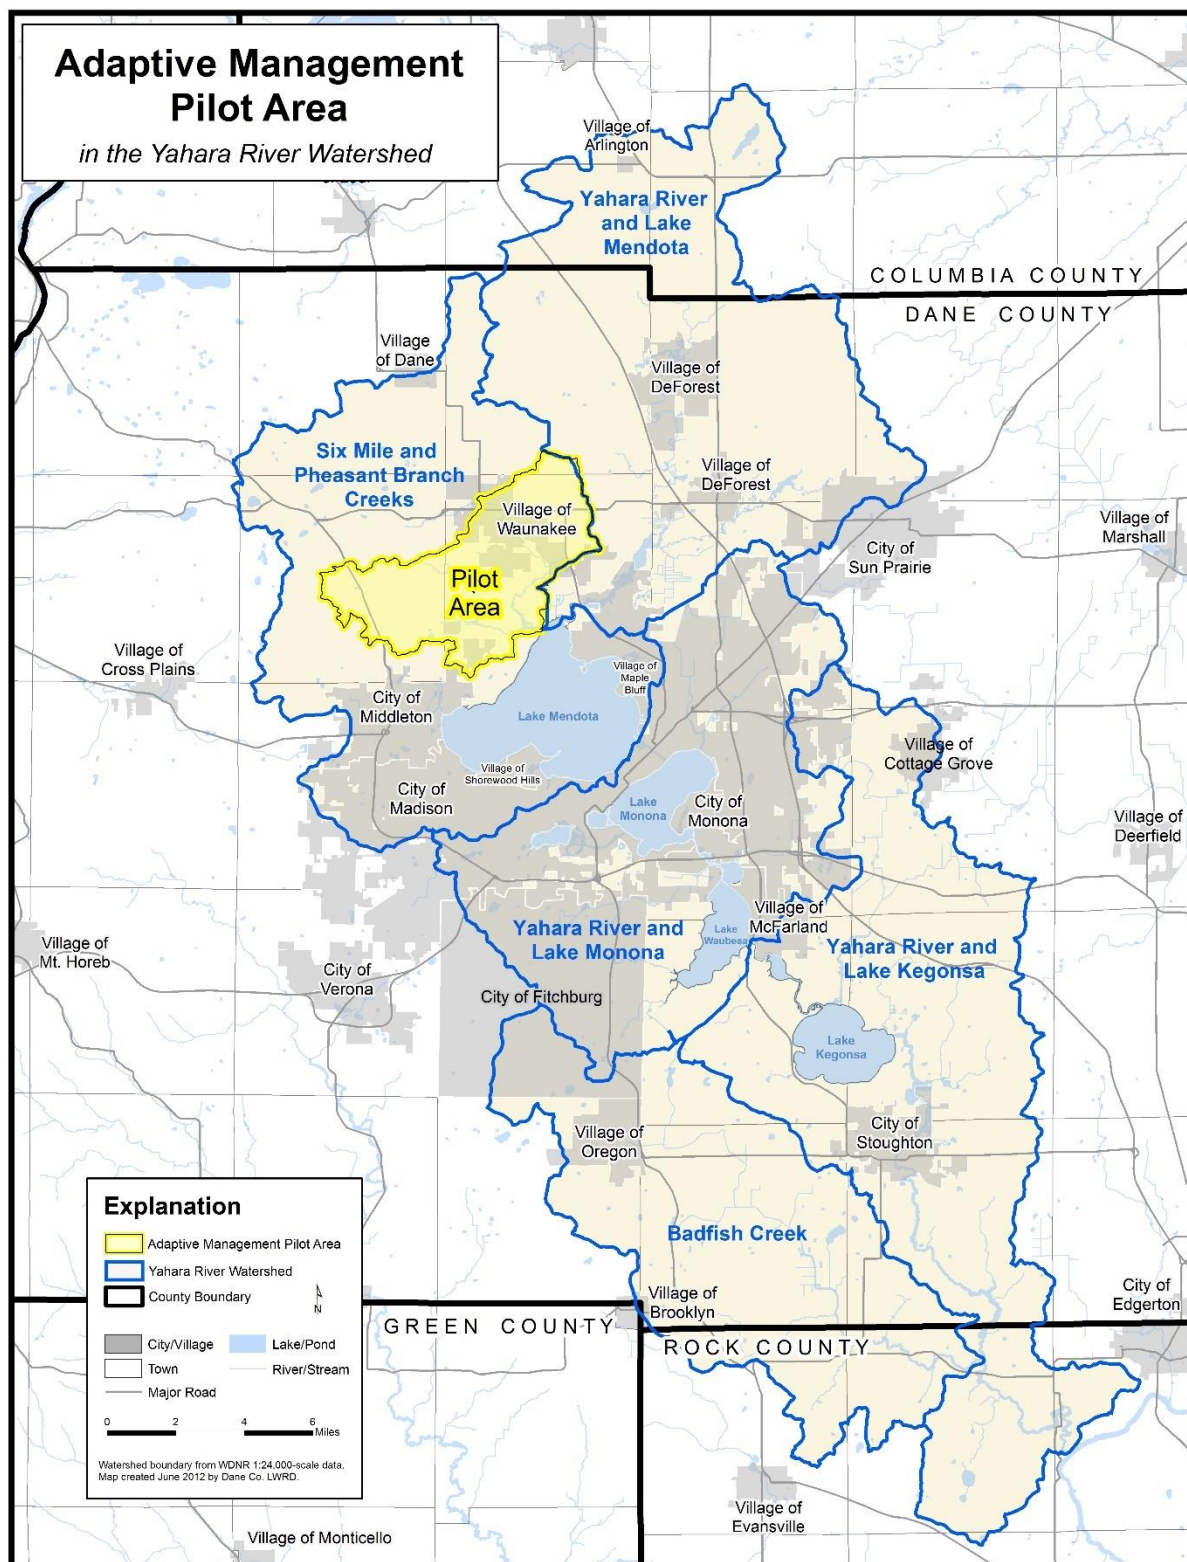 Adaptive Management
Pilot Area
in the Yahara River Watershed
Village of
Arlington
Yahara River
and Lake
Mendota
COLUMBIA COUNTY
DANE COUNTY
Village
of Dane
Village of
DeForest
Six Mile and
Pheasant Branch
Creeks
Village of
DeForest
Village of
Waunakee
Village of
Marshall
City of
Sun Prairie
Pilot
Area
Village of
Cross Plains
Village of
Maple
Bluff
City of
Middleton
Lake Mendota
Village of
Cottage Grove
Village of
Shorewood Hills
City of
Madison
Lake
Monona
City of
Monona
Village of
Deerfield
Village of
McFarland
Yahara River and
Lake Monona
Lake
Waubesa
Yahara River and
Lake Kegonsa
Village of
Mt. Horeb
City of
Verona
City of Fitchburg
Lake
Kegonsa
Village of
Oregon
City of
Stoughton
Badfish Creek
Explanation
Adaptive Management Pilot Area
Yahara River Watershed
County Boundary
N
City/Village
Lake/Pond
Town
River/Stream
Major Road
0 2 4 6
Miles
Watershed boundary from WDNR 1:24,000-scale data.
Map created June 2012 by Dane Co. LWRD.
Village of
Brooklyn
City of
Edgerton
GREEN COUNTY
ROCK COUNTY
Village of
Evansville
Village of Monticello